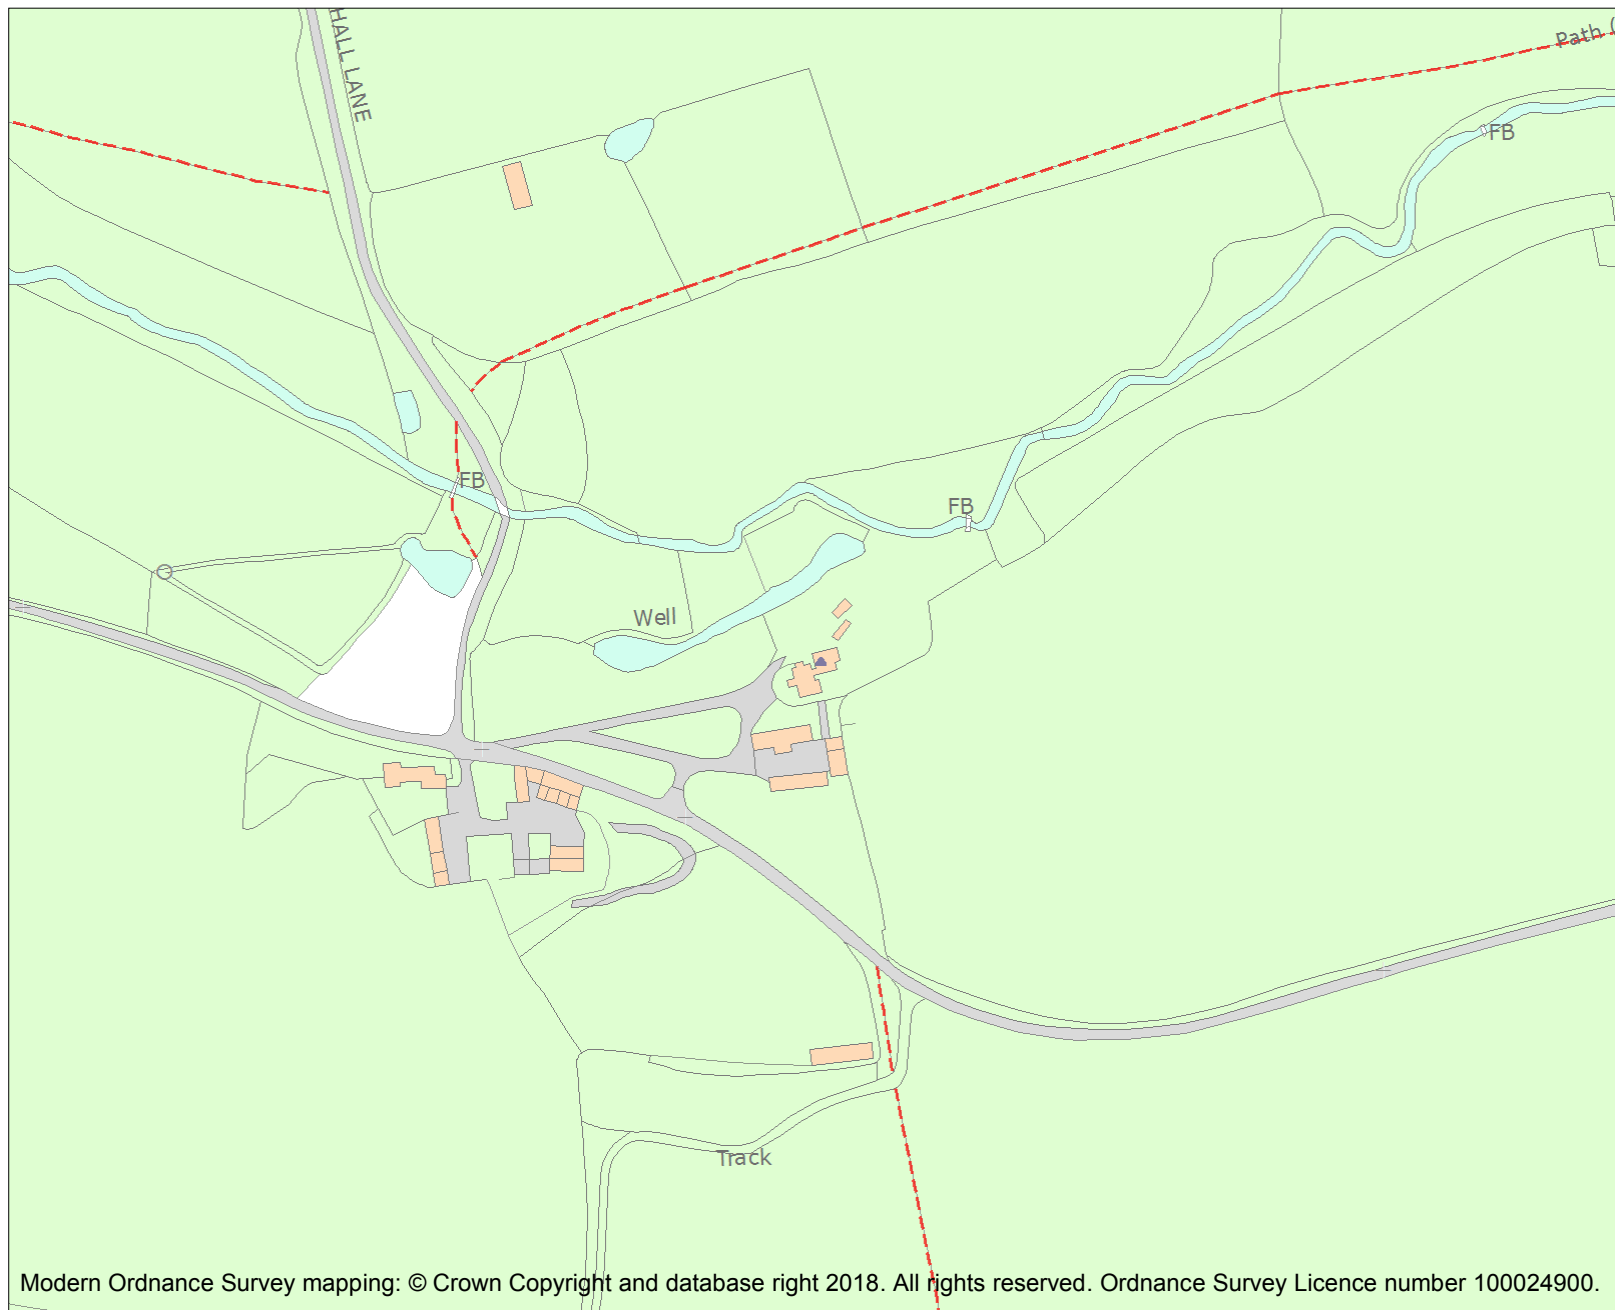 HALL LANE
Path (
FB
FB
FB
Well
Track
Modern Ordnance Survey mapping: © Crown Copyright and database right 2018. All rights reserved. Ordnance Survey Licence number 100024900.